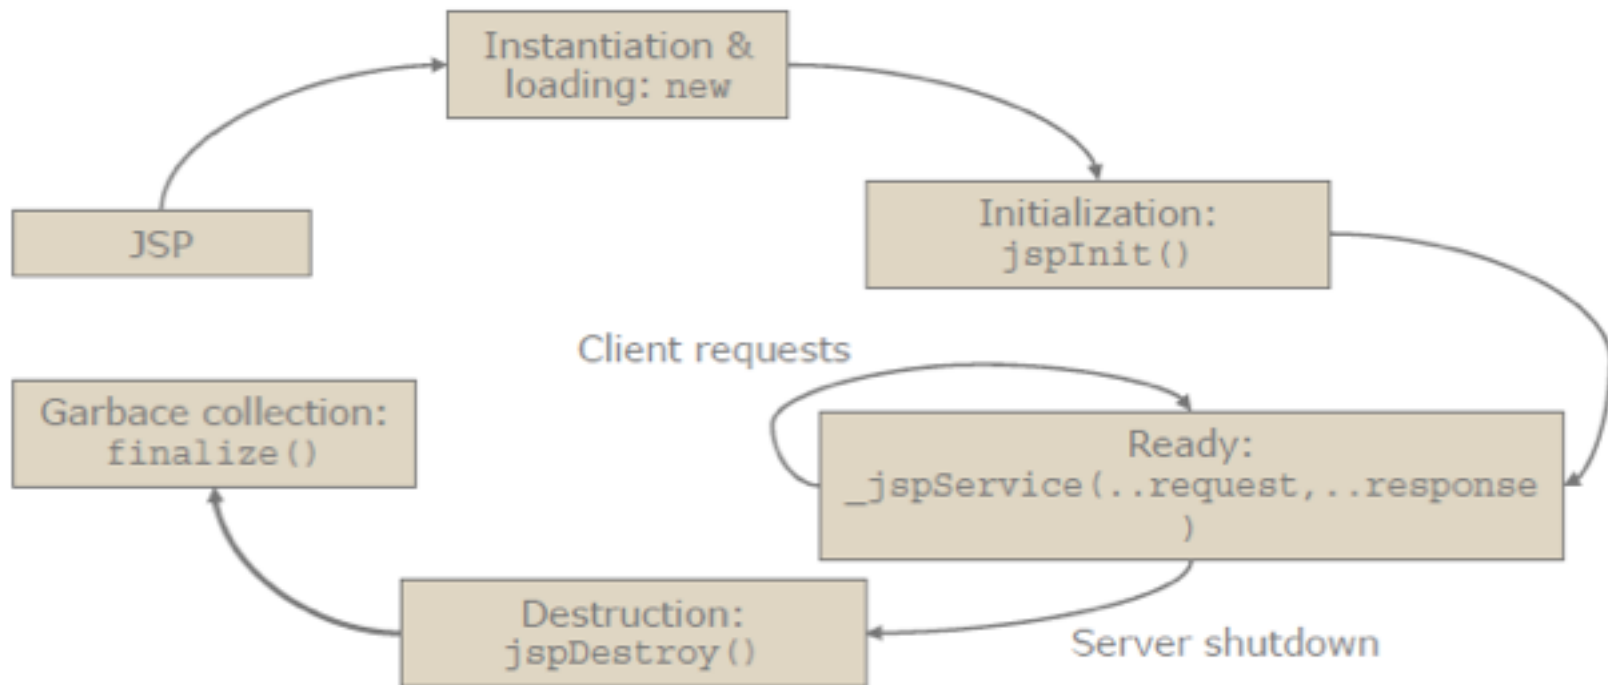 Instantiation &
loading: new
JSP
Initialization:
jspInit()
Client requests
Ready:
_jspService(..request,..response
)
Server shutdown
Destruction:
jspDestroy()
Garbace collection:
finalize()